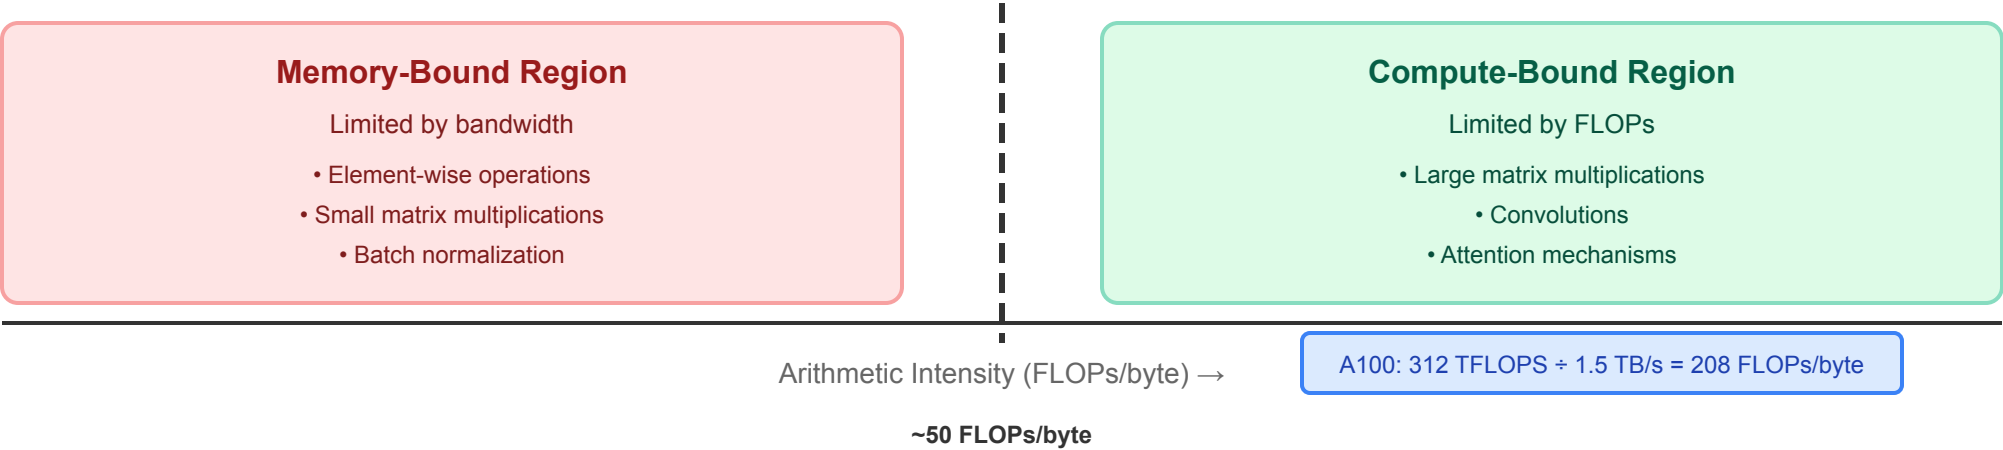 Memory-Bound Region
Limited by bandwidth
• Element-wise operations
• Small matrix multiplications
• Batch normalization
Compute-Bound Region
Limited by FLOPs
• Large matrix multiplications
• Convolutions
• Attention mechanisms
Arithmetic Intensity (FLOPs/byte) →
A100: 312 TFLOPS ÷ 1.5 TB/s = 208 FLOPs/byte
~50 FLOPs/byte